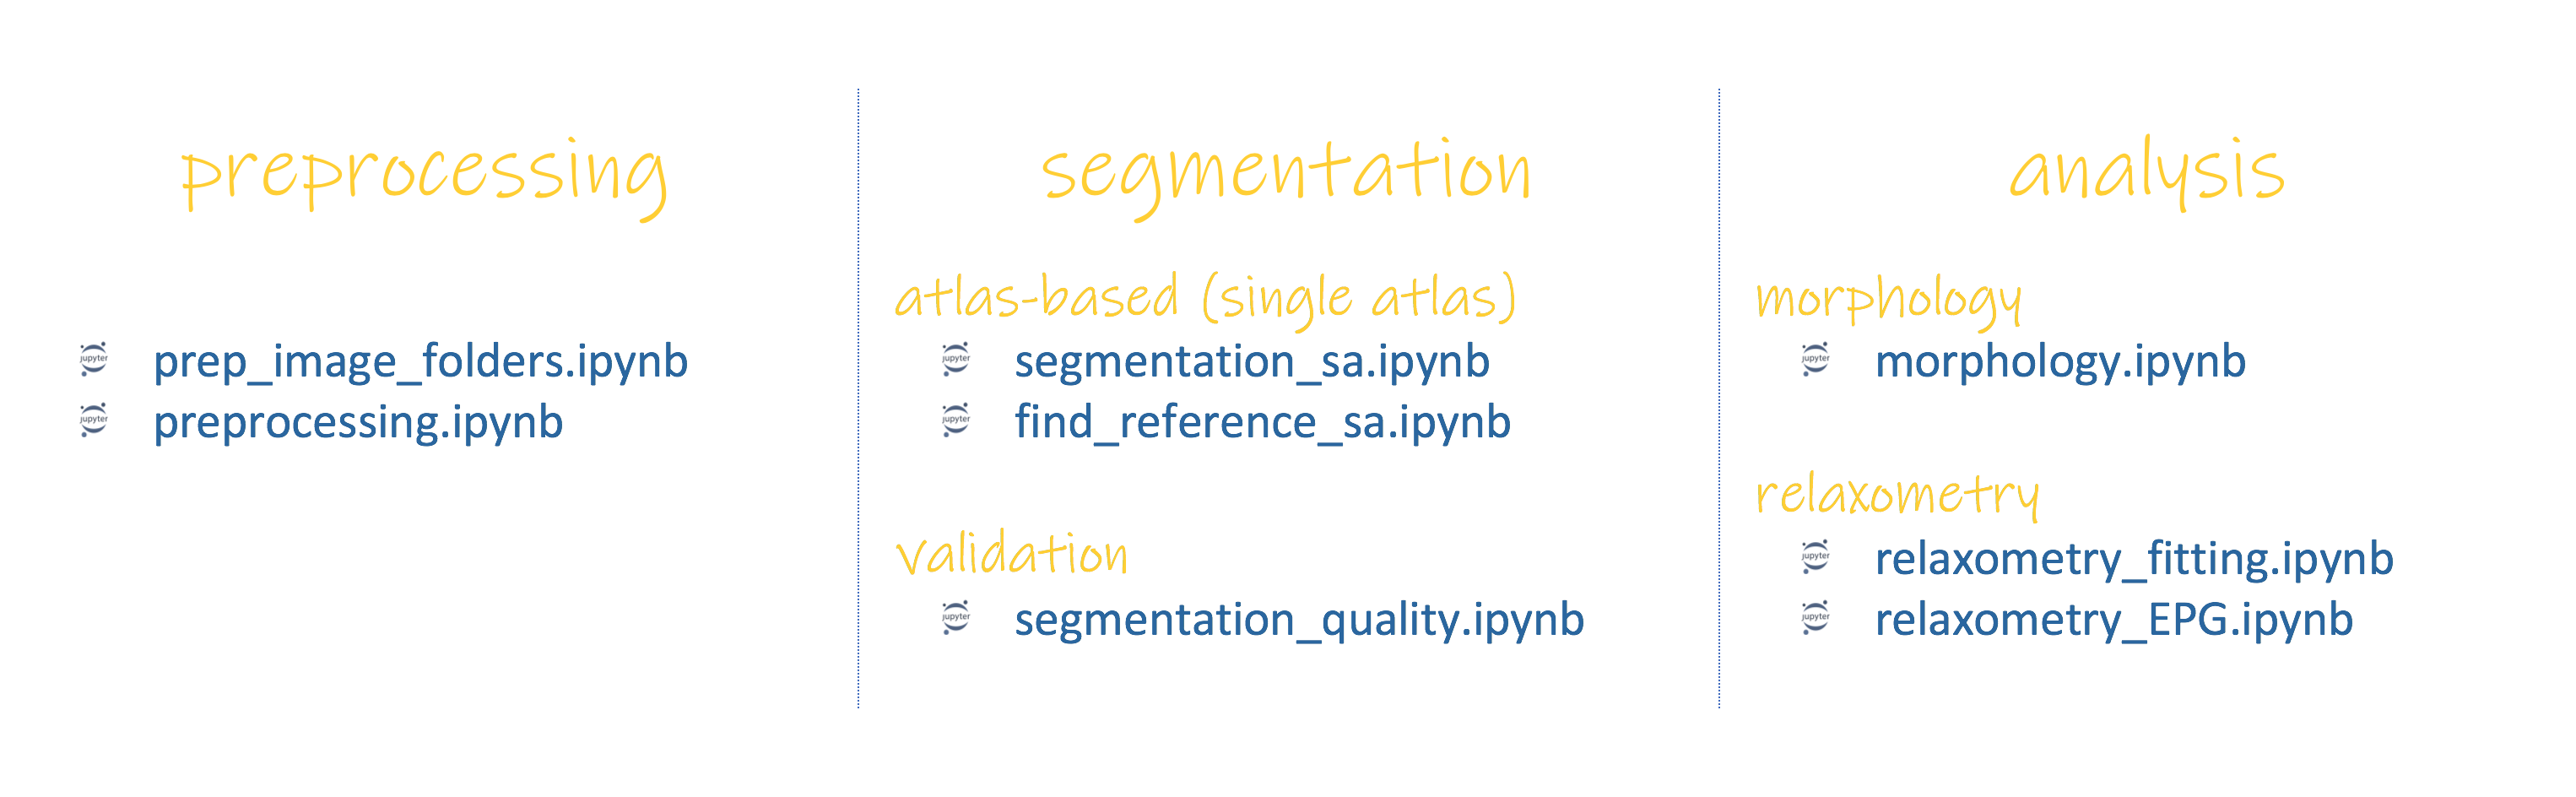 preprocessing
jupyter prep_image_folders.ipynb
jupyter preprocessing.ipynb
segmentation
atlas-based (single atlas)
jupyter segmentation_sa.ipynb
jupyter find_reference_sa.ipynb
validation
jupyter segmentation_quality.ipynb
analysis
morphology
jupyter morphology.ipynb
relaxometry
jupyter relaxometry_fitting.ipynb
jupyter relaxometry_EPG.ipynb